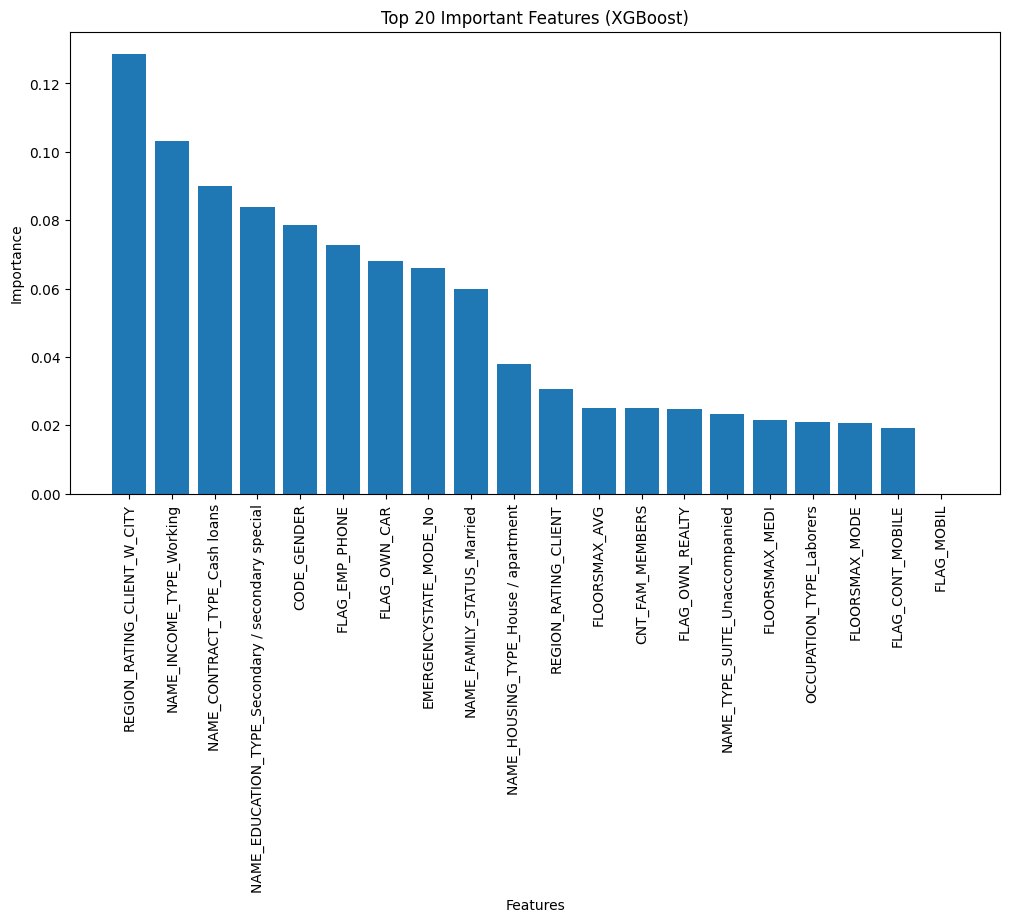 Top 20 Important Features (XGBoost)
Importance
0.12
0.10
0.08
0.06
0.04
0.02
0.00
REGION_RATING_CLIENT_W_CITY
NAME_INCOME_TYPE_Working
NAME_CONTRACT_TYPE_Cash loans
NAME_EDUCATION_TYPE_Secondary / secondary special
CODE_GENDER
FLAG_EMP_PHONE
FLAG_OWN_CAR
EMERGENCYSTATE_MODE_No
NAME_FAMILY_STATUS_Married
NAME_HOUSING_TYPE_House / apartment
REGION_RATING_CLIENT
FLOORSMAX_AVG
CNT_FAM_MEMBERS
FLAG_OWN_REALTY
NAME_TYPE_SUITE_Unaccompanied
FLOORSMAX_MEDI
OCCUPATION_TYPE_Laborers
FLOORSMAX_MODE
FLAG_CONT_MOBILE
FLAG_MOBIL
Features